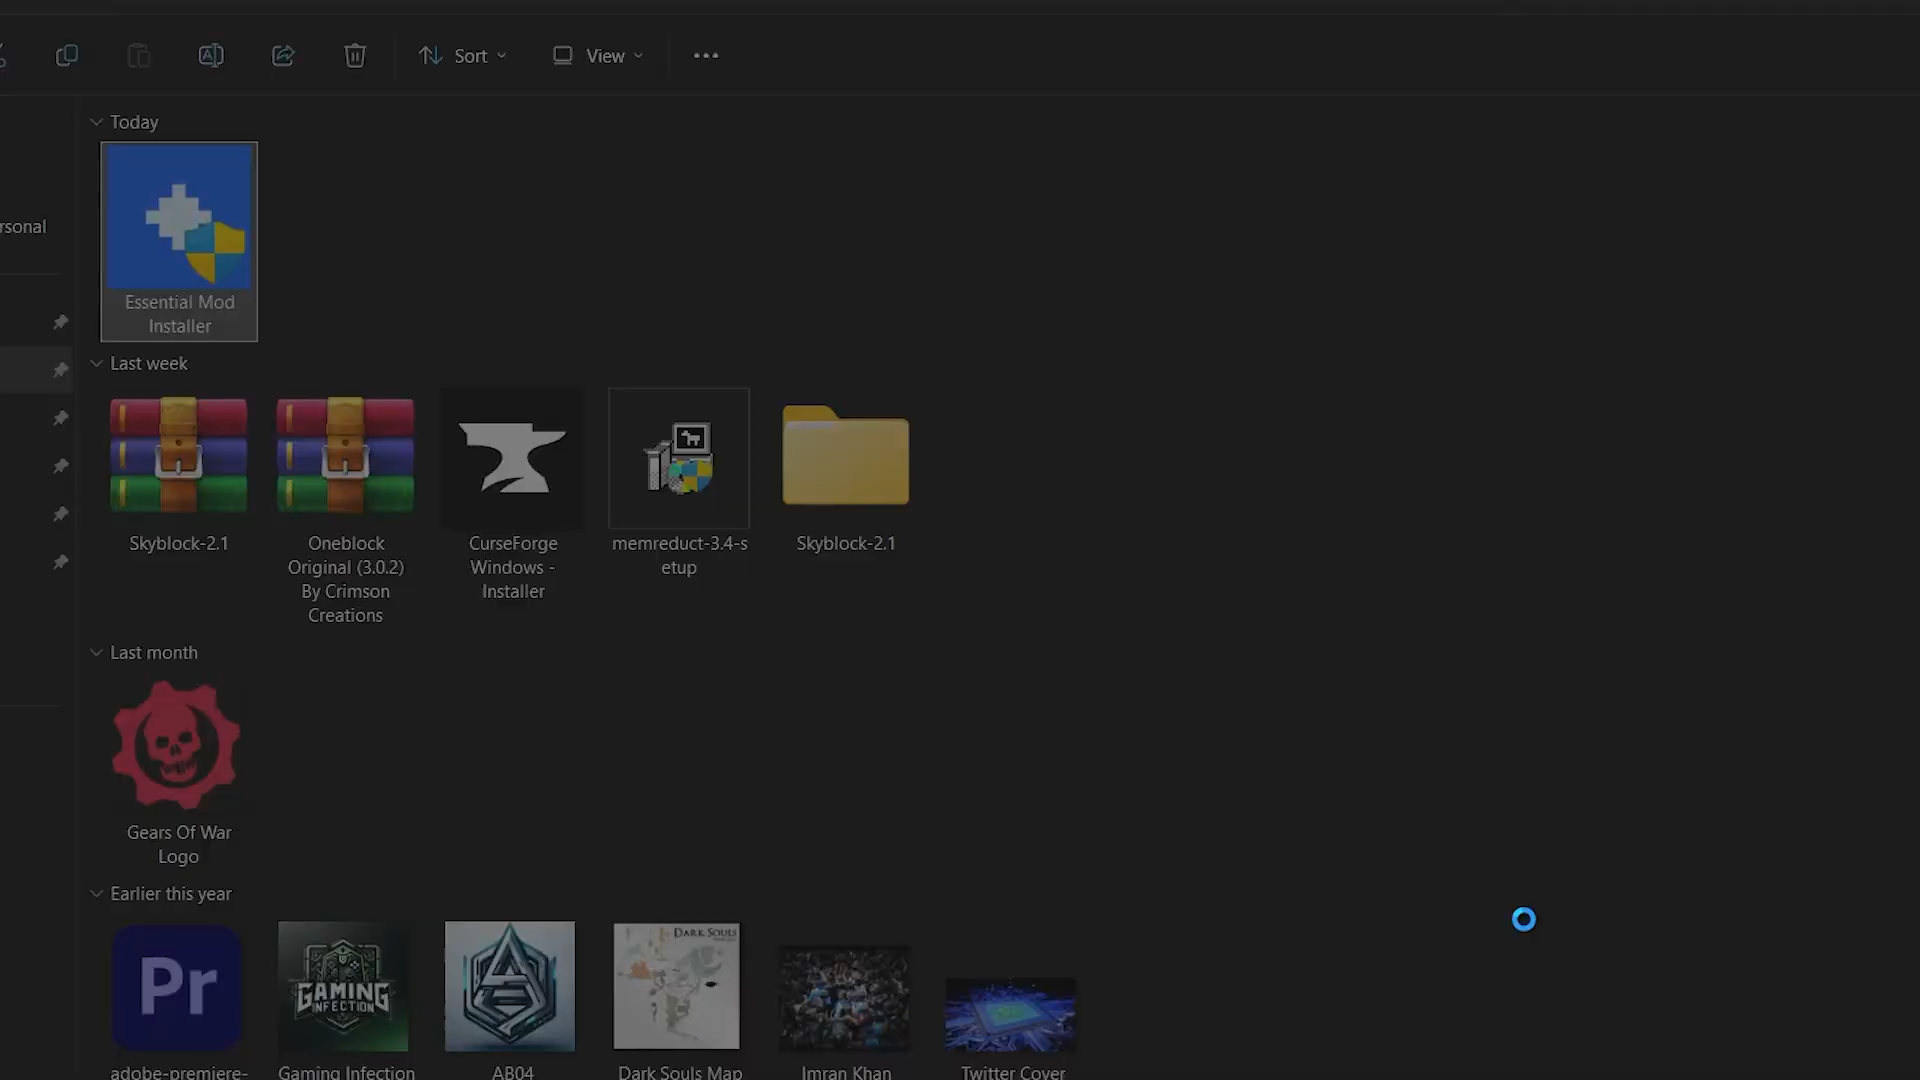 Sort
View
Today
rsonal
Essential Mod
Installer
Last week
Skyblock-2.1
Oneblock
Original (3.0.2)
By Crimson
Creations
CurseForge
Windows -
Installer
memreduct-3.4-s
etup
Skyblock-2.1
Last month
Gears Of War
Logo
Earlier this year
Pr
GAMING
INFECTION
DARK SOULS
adobe-premiere-
Gaming Infection
AB04
Dark Souls Map
Imran Khan
Twitter Cover